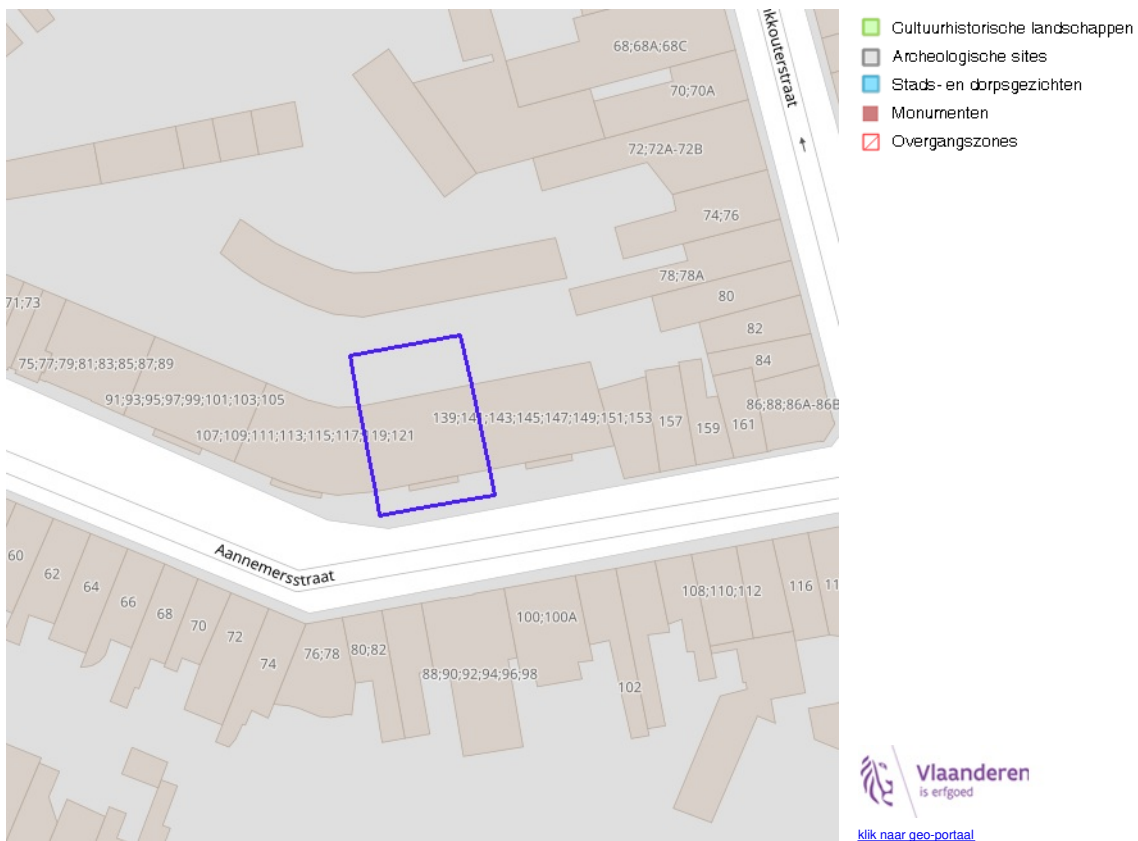 68;68A;68C
70;70A
72;72A-72B
74;76
78;78A
80
82
84
86;88;86A-86B
71;73
75;77;79;81;83;85;87;89
91;93;95;97;99;101;103;105
139;141;143;145;147;149;151;153
107;109;111;113;115;117;119;121
157
159
161
Aannemersstraat
60
62
64
66
68
70
72
74
76;78
80;82
88;90;92;94;96;98
100;100A
102
108;110;112
116
Cultuurhistorische landschappen
Archeologische sites
Stads- en dorpsgezichten
Monumenten
Overgangszones
Vlaanderen
is erfgoed
klik naar geo-portaal